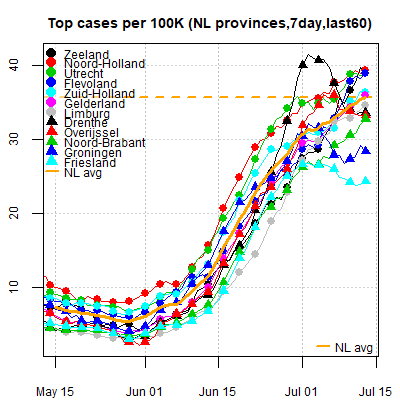 Top cases per 100K (NL provinces,7day,last60)
40
30
20
10
Zeeland
Noord-Holland
Utrecht
Flevoland
Zuid-Holland
Gelderland
Limburg
Drenthe
Overijssel
Noord-Brabant
Groningen
Friesland
NL avg
NL avg
May 15
Jun 01
Jun 15
Jul 01
Jul 15